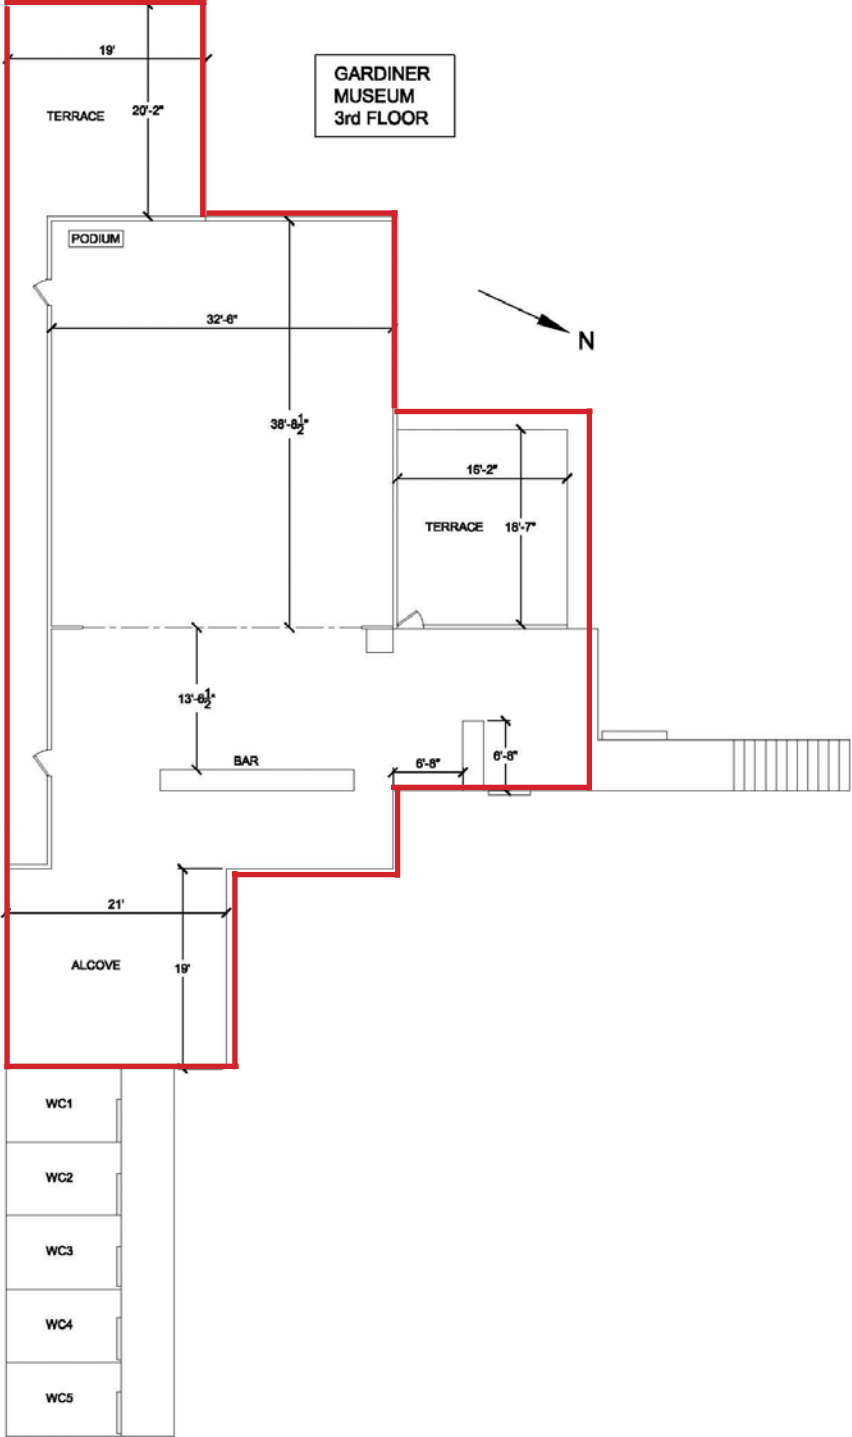 19'
GARDINER
MUSEUM
3rd FLOOR
TERRACE
20'-2"
PODIUM
32'-6"
N
38'-8½"
16'-2"
TERRACE
18'-7"
13'-6½"
BAR
6'-8"
6'-8"
21'
ALCOVE
19'
WC1
WC2
WC3
WC4
WC5